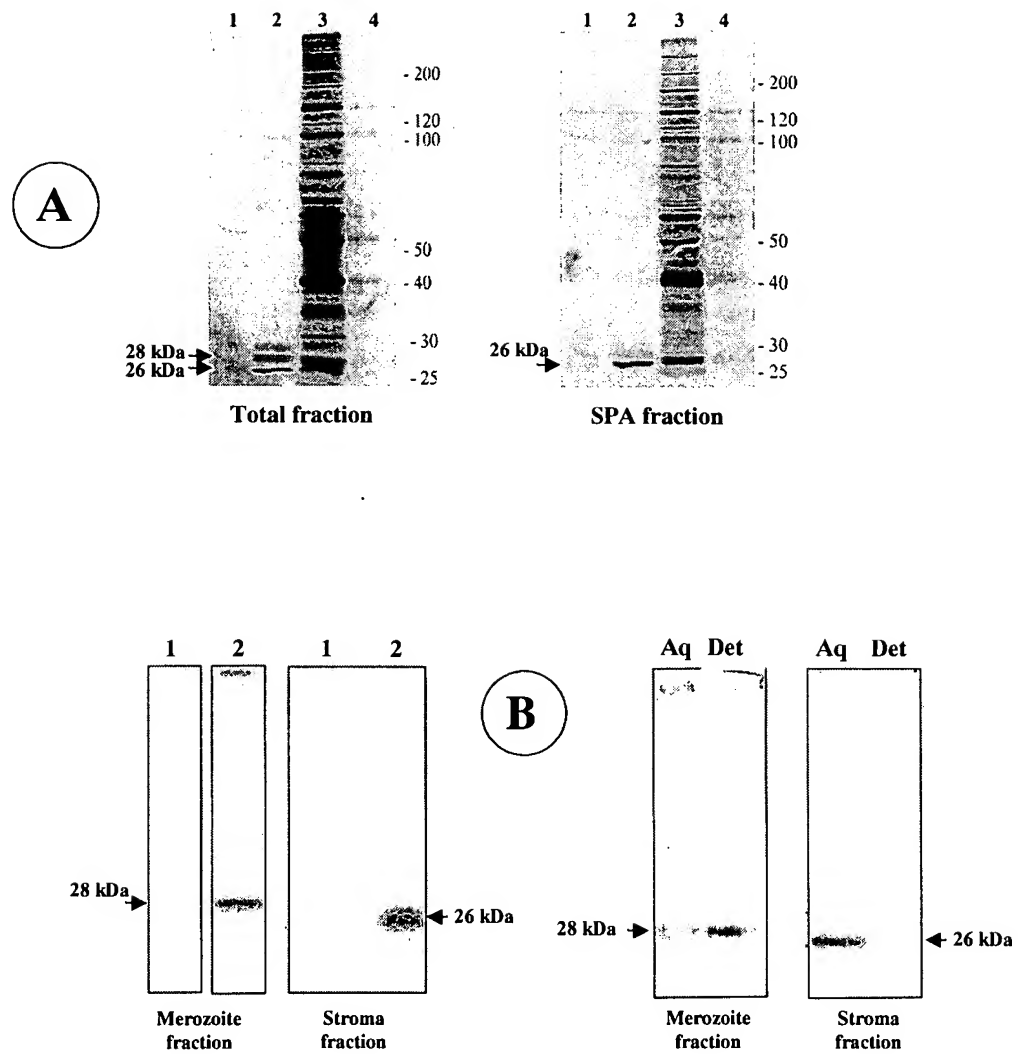 1 2 3 4
- 200
- 120
- 100
- 50
- 40
- 30
- 25
28 kDa
26 kDa
Total fraction
1 2 3 4
- 200
- 120
- 100
- 50
- 40
- 30
- 25
26 kDa
SPA fraction
A
1 2
28 kDa
Merozoite
fraction
1 2
26 kDa
Stroma
fraction
B
Aq Det
28 kDa
Merozoite
fraction
Aq Det
26 kDa
Stroma
fraction